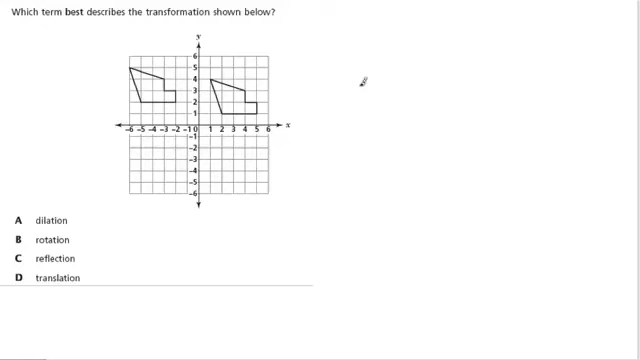 Which term best describes the transformation shown below?
y
6
5
4
3
2
1
-6 -5 -4 -3 -2 -1 0 1 2 3 4 5 6 x
-1
-2
-3
-4
-5
-6
A dilation
B rotation
C reflection
D translation